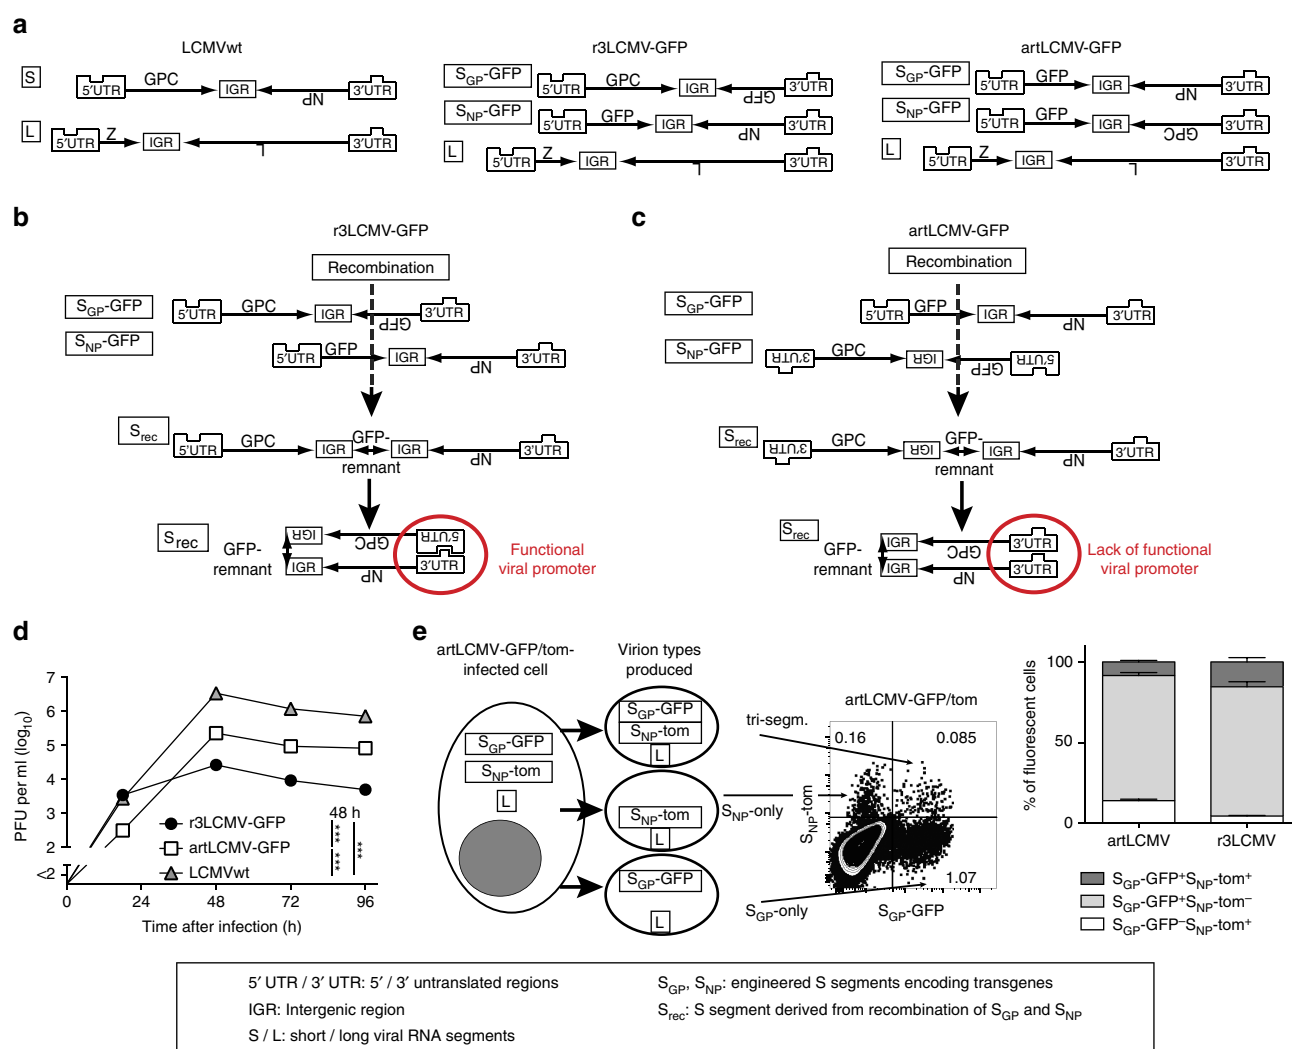 a
LCMVwt
r3LCMV-GFP
artLCMV-GFP
S
5′UTR
GPC
IGR
NP
3′UTR
L
5′UTR
Z
IGR
L
3′UTR
SGP-GFP
5′UTR
GPC
IGR
GFP
3′UTR
SNP-GFP
5′UTR
GFP
IGR
NP
3′UTR
L
5′UTR
Z
IGR
L
3′UTR
SGP-GFP
5′UTR
GFP
IGR
NP
3′UTR
SNP-GFP
5′UTR
GFP
IGR
GPC
3′UTR
L
5′UTR
Z
IGR
L
3′UTR
b
r3LCMV-GFP
Recombination
SGP-GFP
5′UTR
GPC
IGR
GFP
3′UTR
SNP-GFP
5′UTR
GFP
IGR
NP
3′UTR
Srec
5′UTR
GPC
IGR
GFP-
remnant
IGR
NP
3′UTR
Srec
GFP-
remnant
IGR
GPC
5′UTR
IGR
NP
3′UTR
Functional
viral promoter
c
artLCMV-GFP
Recombination
SGP-GFP
5′UTR
GFP
IGR
NP
3′UTR
SNP-GFP
3′UTR
GPC
IGR
GFP
5′UTR
Srec
3′UTR
GPC
IGR
GFP-
remnant
IGR
NP
3′UTR
Srec
GFP-
remnant
IGR
GPC
3′UTR
IGR
NP
3′UTR
Lack of functional
viral promoter
d
PFU per ml (log10)
7
6
5
4
3
2
<2
0
24
48
72
96
Time after infection (h)
r3LCMV-GFP
artLCMV-GFP
LCMVwt
48 h
***
***
***
e
artLCMV-GFP/tom-
infected cell
SGP-GFP
SNP-tom
L
Virion types
produced
SGP-GFP
SNP-tom
L
SNP-tom
L
SGP-GFP
L
artLCMV-GFP/tom
tri-segm.
SNP-only
SGP-only
0.16
0.085
1.07
SNP-tom
SGP-GFP
% of fluorescent cells
100
50
0
artLCMV
r3LCMV
SGP-GFP+SNP-tom+
SGP-GFP+SNP-tom−
SGP-GFP−SNP-tom+
5′ UTR / 3′ UTR: 5′ / 3′ untranslated regions
IGR: Intergenic region
S / L: short / long viral RNA segments
SGP, SNP: engineered S segments encoding transgenes
Srec: S segment derived from recombination of SGP and SNP